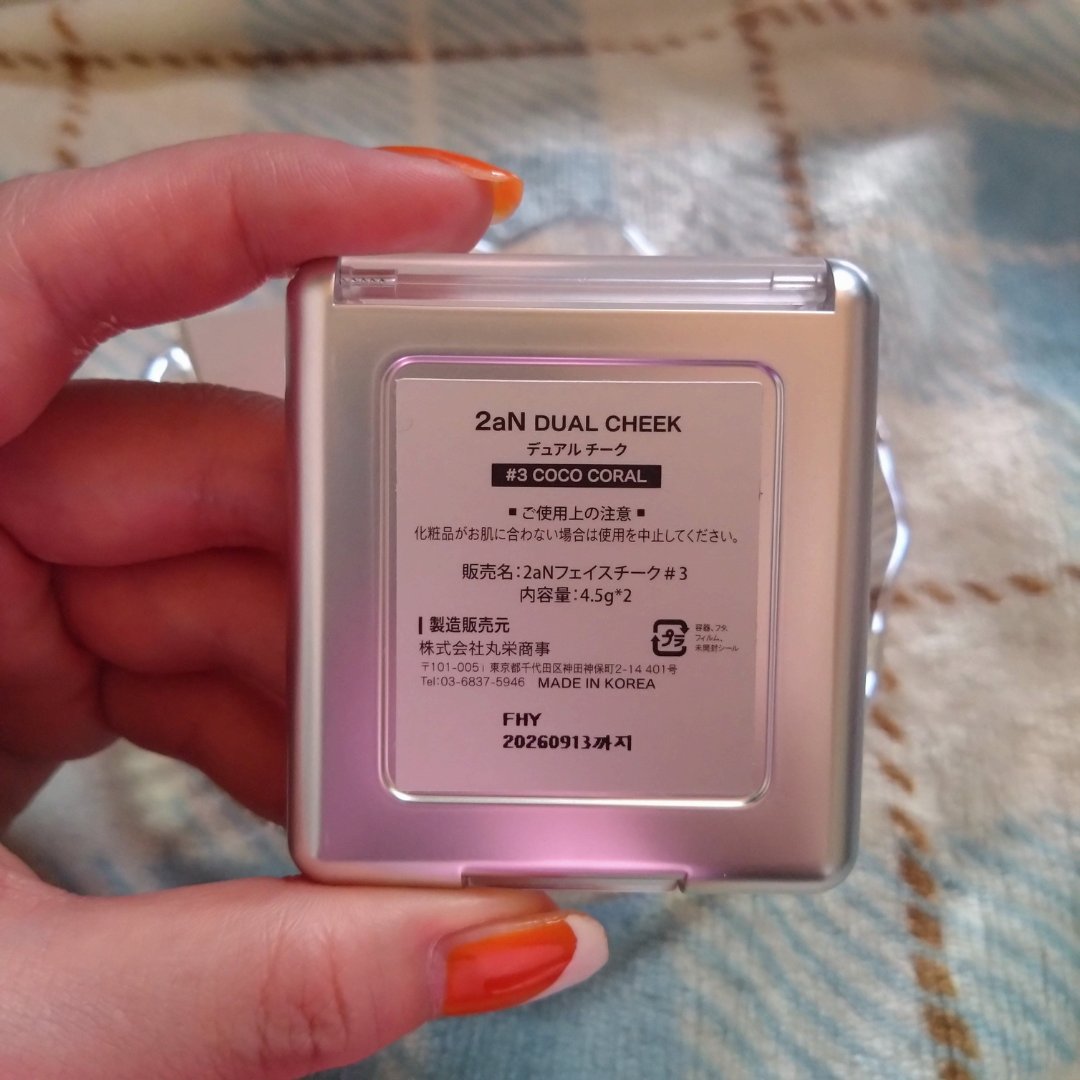 2aN DUAL CHEEK
デュアル チーク
#3 COCO CORAL
■ ご使用上の注意 ■
化粧品がお肌に合わない場合は使用を中止してください。
販売名:2aNフェイスチーク#3
内容量:4.5g*2
製造販売元
株式会社丸栄商事
〒101-0051 東京都千代田区神田神保町2-14 401号
Tel:03-6837-5946 MADE IN KOREA
プラ
容器、フタ、
フィルム、
未開封シール
FHY
20260913까지